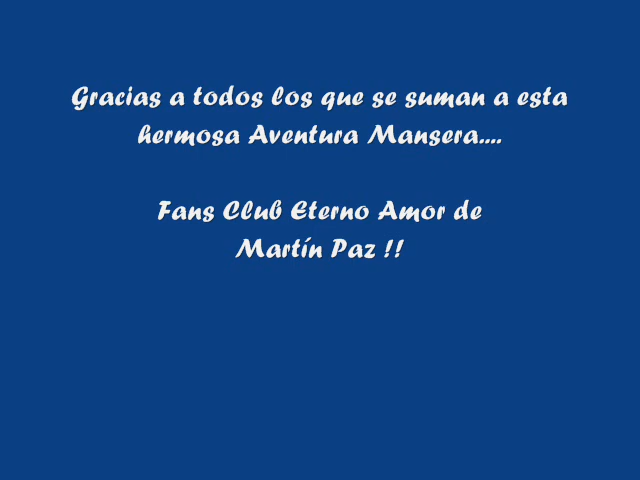 Gracias a todos los que se suman a esta
hermosa Aventura Mansera....
Fans Club Eterno Amor de
Martín Paz !!